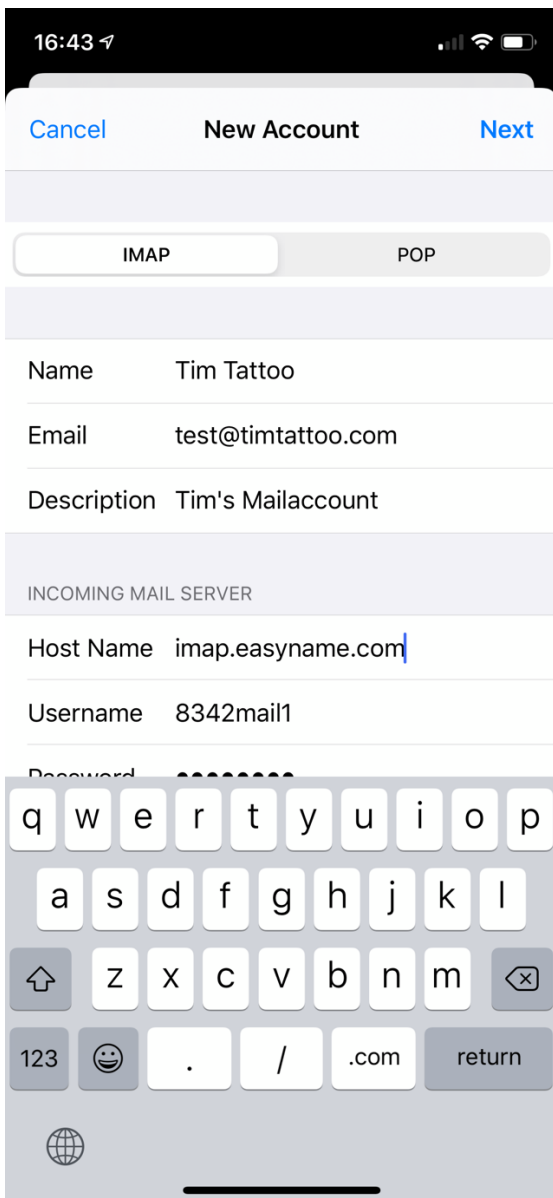 16:43
Cancel New Account Next
IMAP POP
Name Tim Tattoo
Email test@timtattoo.com
Description Tim's Mailaccount
INCOMING MAIL SERVER
Host Name imap.easyname.com
Username 8342mail1
Password ●●●●●●●●
q w e r t y u i o p
a s d f g h j k l
z x c v b n m
123 . / .com return